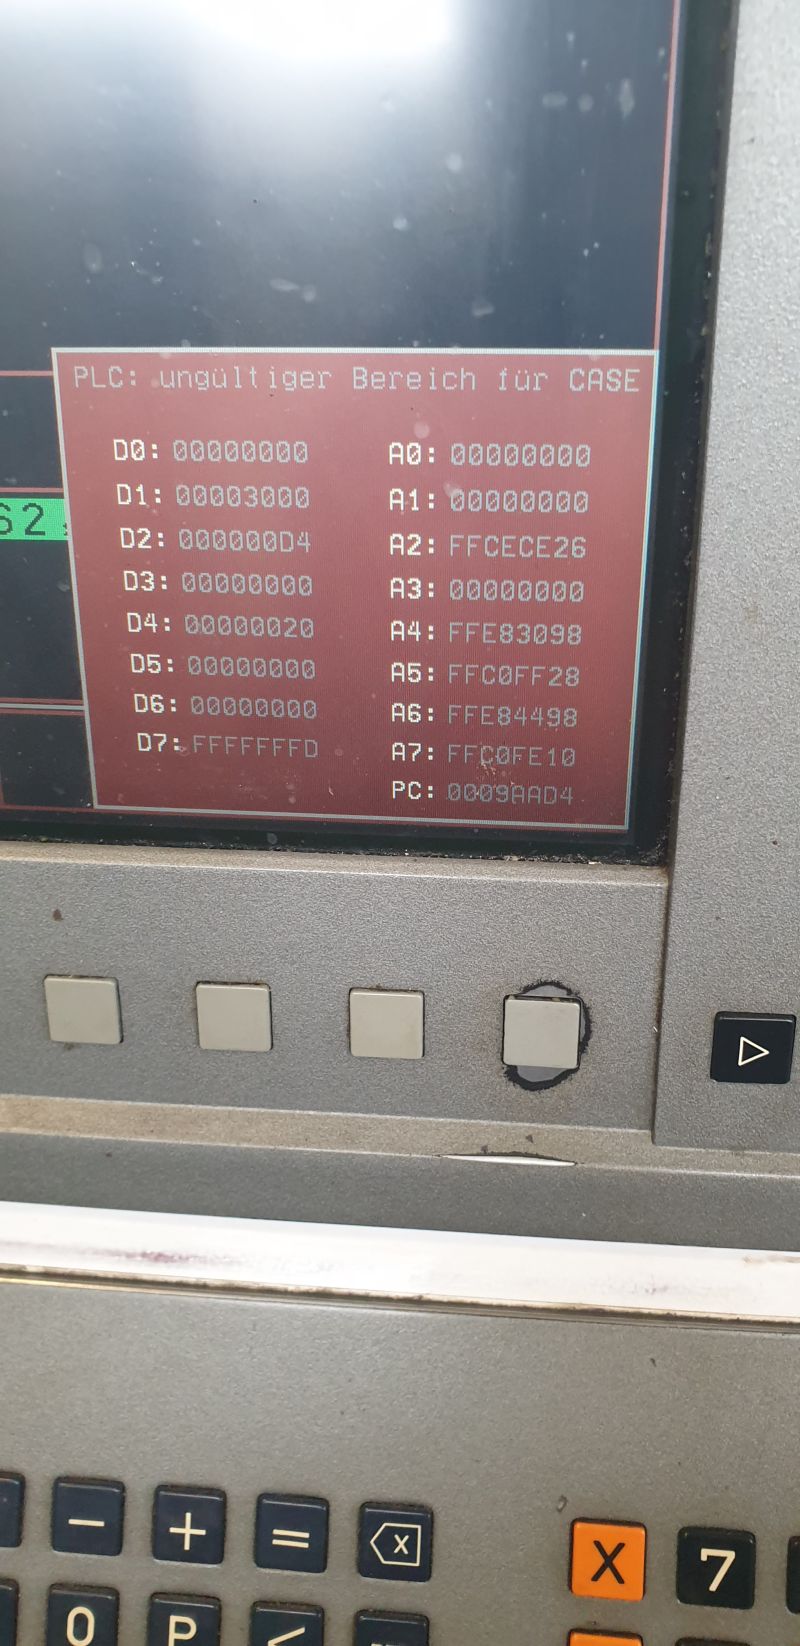 PLC: ungültiger Bereich für CASE
D0: 00000000 A0: 00000000
D1: 00003000 A1: 00000000
D2: 000000D4 A2: FFCECE26
D3: 00000000 A3: 00000000
D4: 00000020 A4: FFE83098
D5: 00000000 A5: FFC0FF28
D6: 00000000 A6: FFE84498
D7: FFFFFFFD A7: FFC0FE10
PC: 0009AAD4
62
- + =
X
X 7
O P <